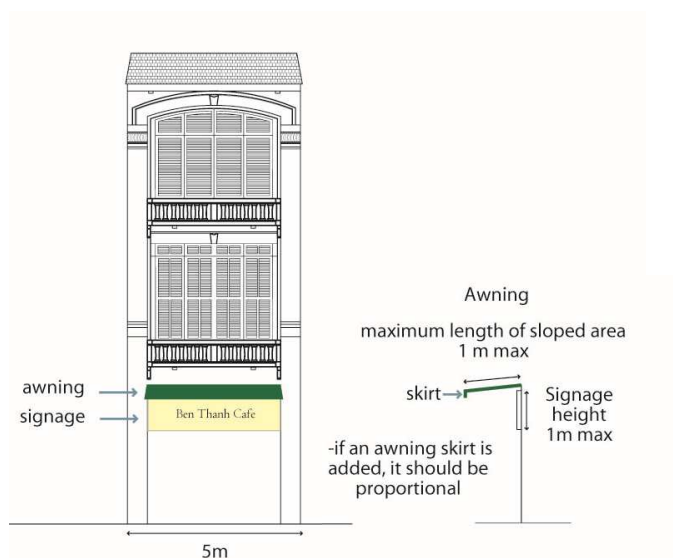 awning
signage
Ben Thanh Cafe
5m
Awning
maximum length of sloped area
1 m max
skirt
Signage
height
1m max
-if an awning skirt is
added, it should be
proportional